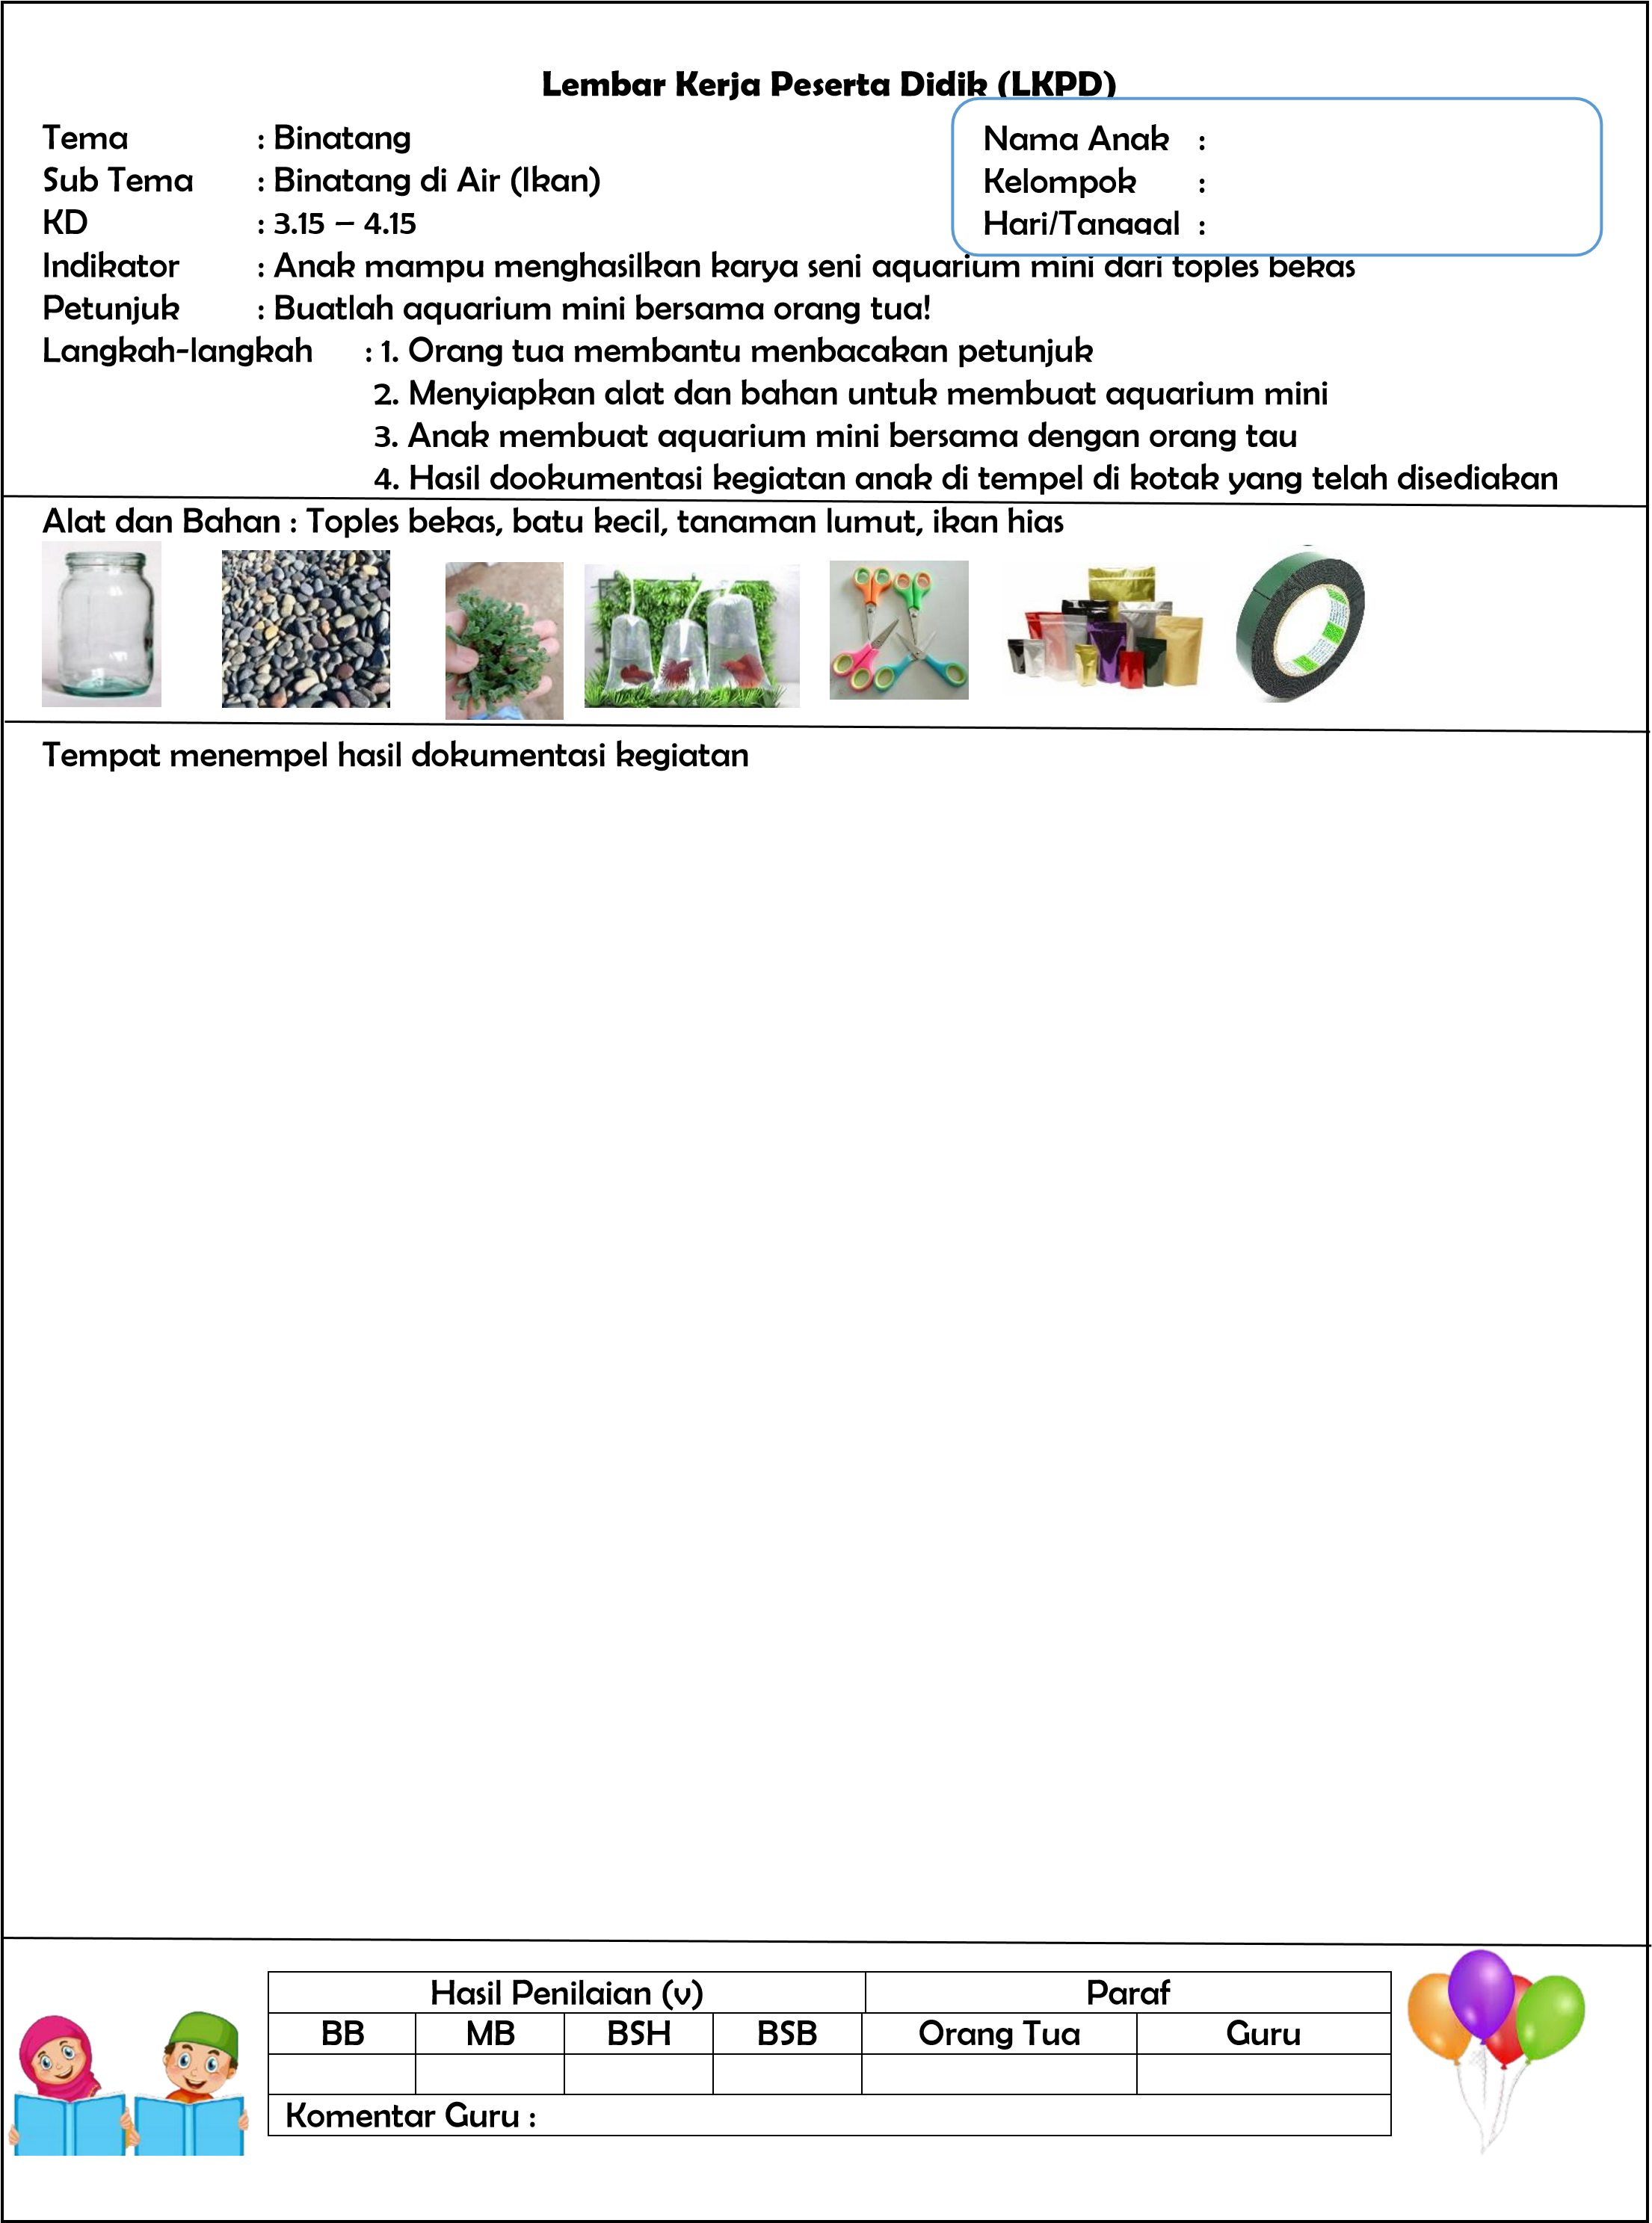 Lembar Kerja Peserta Didik (LKPD)
Tema : Binatang
Sub Tema : Binatang di Air (Ikan)
KD : 3.15 – 4.15
Nama Anak :
Kelompok :
Hari/Tanggal :
Indikator : Anak mampu menghasilkan karya seni aquarium mini dari toples bekas
Petunjuk : Buatlah aquarium mini bersama orang tua!
Langkah-langkah : 1. Orang tua membantu menbacakan petunjuk
2. Menyiapkan alat dan bahan untuk membuat aquarium mini
3. Anak membuat aquarium mini bersama dengan orang tau
4. Hasil dookumentasi kegiatan anak di tempel di kotak yang telah disediakan
Alat dan Bahan : Toples bekas, batu kecil, tanaman lumut, ikan hias
Tempat menempel hasil dokumentasi kegiatan
Hasil Penilaian (v) Paraf
BB MB BSH BSB Orang Tua Guru
Komentar Guru :